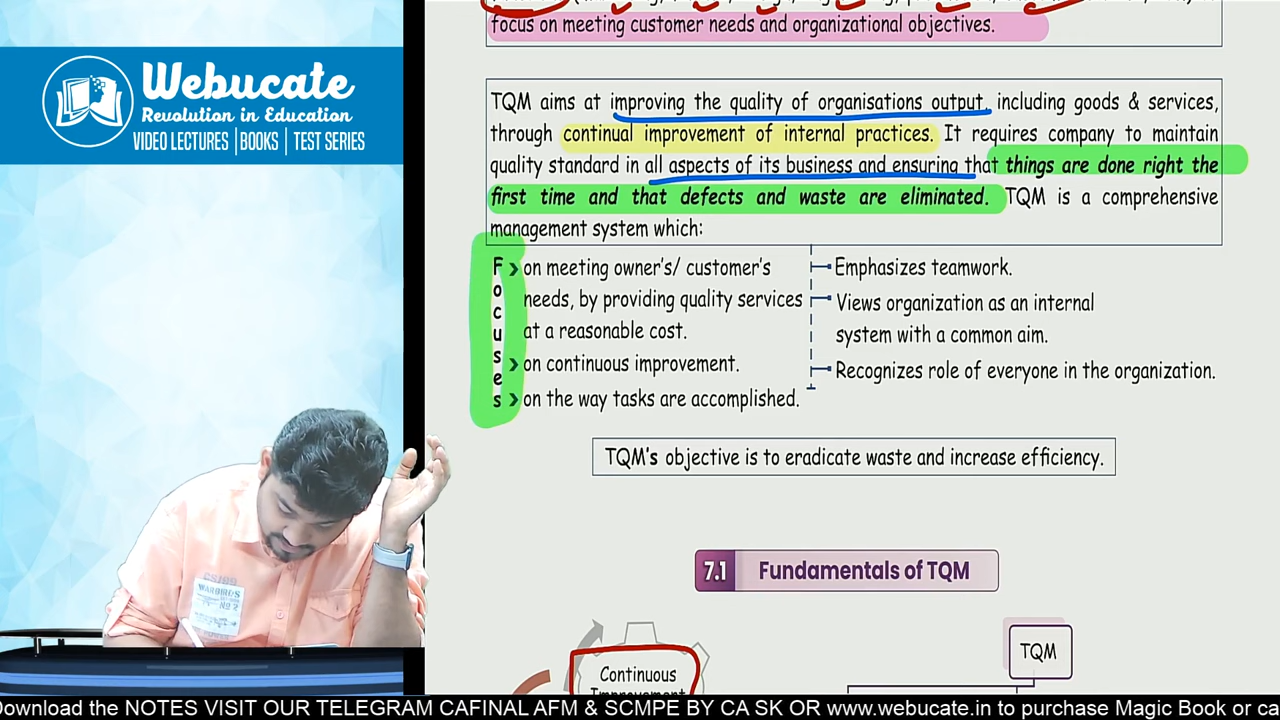 Webucate
Revolution in Education
VIDEO LECTURES | BOOKS | TEST SERIES
focus on meeting customer needs and organizational objectives.
TQM aims at improving the quality of organisations output, including goods & services,
through continual improvement of internal practices. It requires company to maintain
quality standard in all aspects of its business and ensuring that things are done right the
first time and that defects and waste are eliminated. TQM is a comprehensive
management system which:
Focuses
on meeting owner's/ customer's
needs, by providing quality services
at a reasonable cost.
on continuous improvement.
on the way tasks are accomplished.
Emphasizes teamwork.
Views organization as an internal
system with a common aim.
Recognizes role of everyone in the organization.
TQM's objective is to eradicate waste and increase efficiency.
7.1 Fundamentals of TQM
Continuous
Improvement
TQM
WARBIRGS
Nº 2
Download the NOTES VISIT OUR TELEGRAM CAFINAL AFM & SCMPE BY CA SK OR www.webucate.in to purchase Magic Book or ca